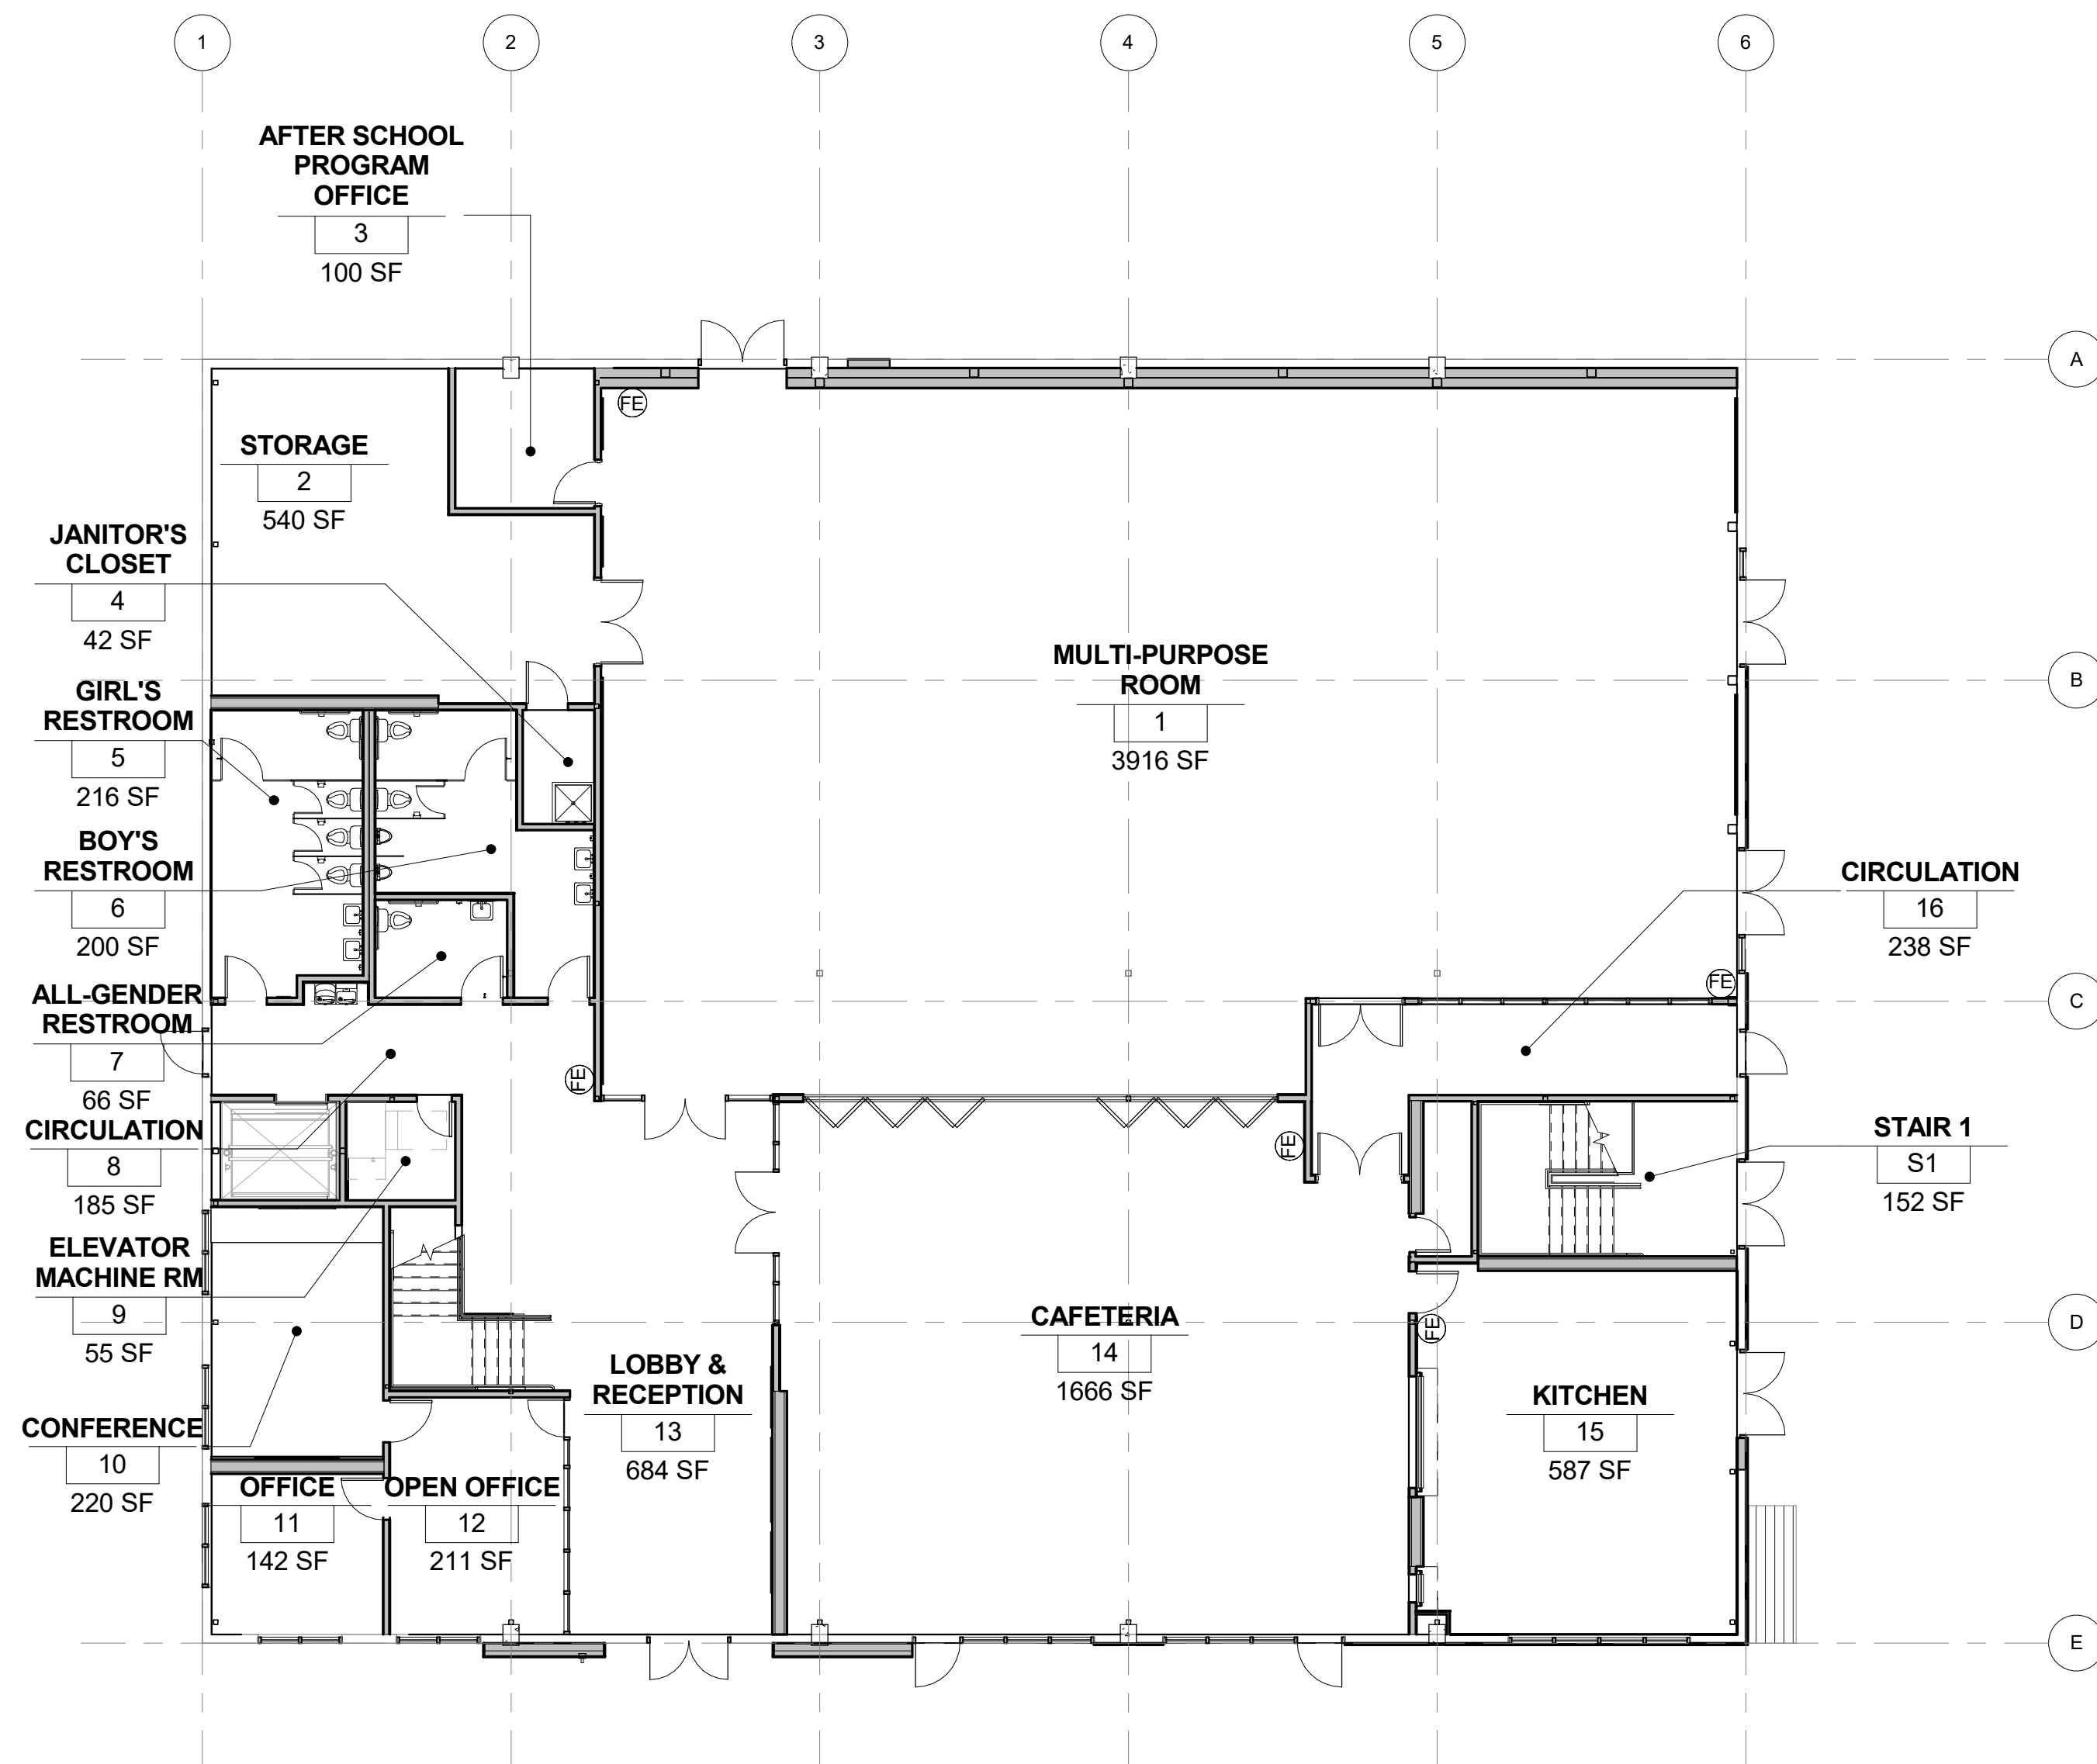 1
2
3
4
5
6
AFTER SCHOOL
PROGRAM
OFFICE
3
100 SF
A
FE
STORAGE
2
540 SF
JANITOR'S
CLOSET
4
42 SF
MULTI-PURPOSE
ROOM
1
3916 SF
B
GIRL'S
RESTROOM
5
216 SF
BOY'S
RESTROOM
6
200 SF
CIRCULATION
16
238 SF
FE
ALL-GENDER
RESTROOM
7
66 SF
C
FE
CIRCULATION
8
185 SF
FE
STAIR 1
S1
152 SF
ELEVATOR
MACHINE RM
9
55 SF
CAFETERIA
14
1666 SF
FE
D
LOBBY &
RECEPTION
13
684 SF
KITCHEN
15
587 SF
CONFERENCE
10
220 SF
OFFICE
11
142 SF
OPEN OFFICE
12
211 SF
E